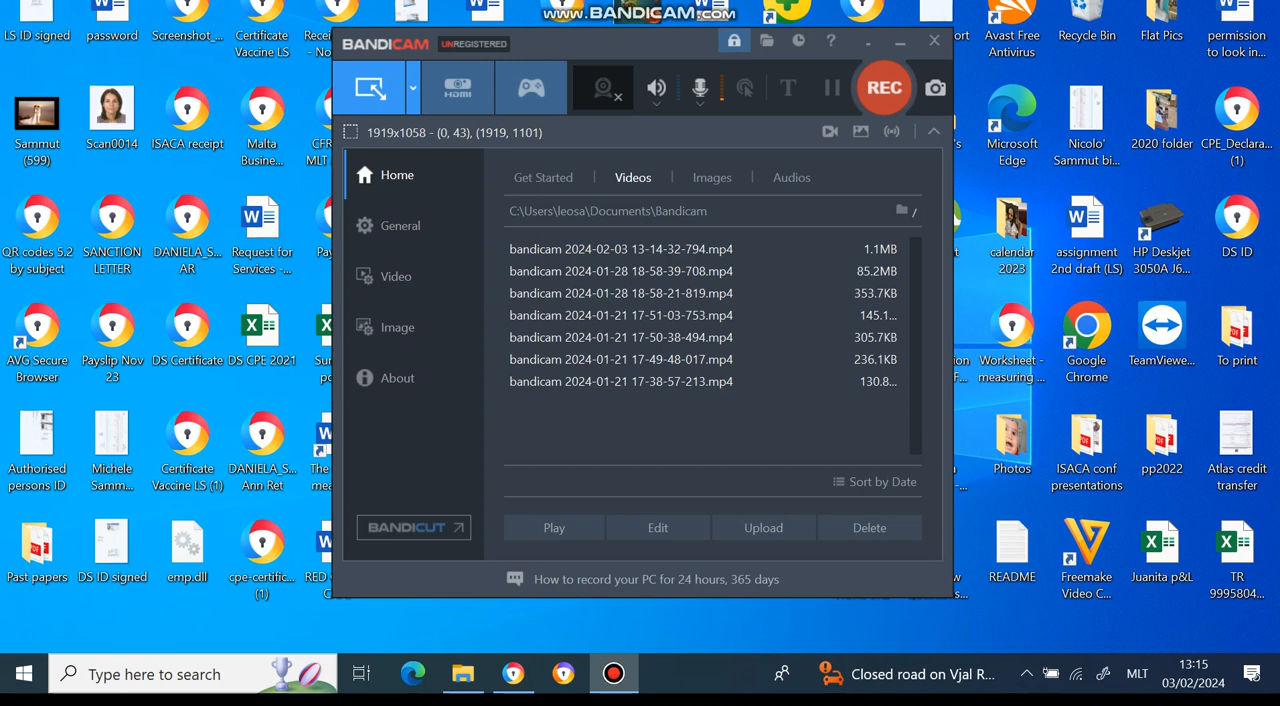 www.BANDICAM.com
LS ID signed
password
Screenshot_...
Certificate
Vaccine LS
Recei...
- No...
...ort
Avast Free
Antivirus
Recycle Bin
Flat Pics
permission
to look in...
BANDICAM UNREGISTERED
HDMI
REC
1919x1058 - (0, 43), (1919, 1101)
Sammut
(599)
Scan0014
ISACA receipt
Malta
Busine...
CFR
MLT
Microsoft
Edge
Nicolo'
Sammut bi...
2020 folder
CPE_Declara...
(1)
Home
General
Video
Image
About
BANDICUT
Get Started
Videos
Images
Audios
C:\Users\leosa\Documents\Bandicam
bandicam 2024-02-03 13-14-32-794.mp4 1.1MB
bandicam 2024-01-28 18-58-39-708.mp4 85.2MB
bandicam 2024-01-28 18-58-21-819.mp4 353.7KB
bandicam 2024-01-21 17-51-03-753.mp4 145.1...
bandicam 2024-01-21 17-50-38-494.mp4 305.7KB
bandicam 2024-01-21 17-49-48-017.mp4 236.1KB
bandicam 2024-01-21 17-38-57-213.mp4 130.8...
Sort by Date
Play
Edit
Upload
Delete
How to record your PC for 24 hours, 365 days
QR codes 5.2
by subject
SANCTION
LETTER
DANIELA_S...
AR
Request for
Services -...
calendar
2023
assignment
2nd draft (LS)
HP Deskjet
3050A J6...
DS ID
AVG Secure
Browser
Payslip Nov
23
DS Certificate
DS CPE 2021
Worksheet -
measuring ...
Google
Chrome
TeamViewe...
To print
Authorised
persons ID
Michele
Samm...
Certificate
Vaccine LS (1)
DANIELA_S...
Ann Ret
The
mea
Photos
ISACA conf
presentations
pp2022
Atlas credit
transfer
Past papers
DS ID signed
emp.dll
cpe-certific...
(1)
RED
README
Freemake
Video C...
Juanita p&L
TR
9995804...
Type here to search
Closed road on Vjal R...
MLT
13:15
03/02/2024